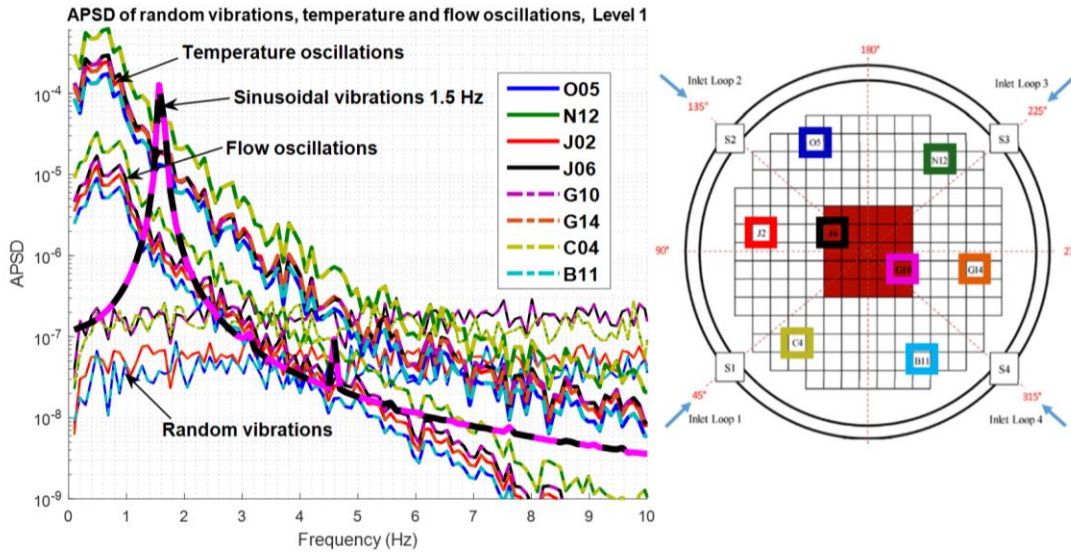 APSD of random vibrations, temperature and flow oscillations, Level 1
Temperature oscillations
Sinusoidal vibrations 1.5 Hz
Flow oscillations
Random vibrations
O05
N12
J02
J06
G10
G14
C04
B11
10-4
10-5
10-6
10-7
10-8
10-9
APSD
0 1 2 3 4 5 6 7 8 9 10
Frequency (Hz)
180°
Inlet Loop 2
Inlet Loop 3
135°
225°
S2
S3
O5
N12
J2
J6
90°
27
G10
G14
C4
B11
S1
S4
45°
315°
Inlet Loop 1
Inlet Loop 4